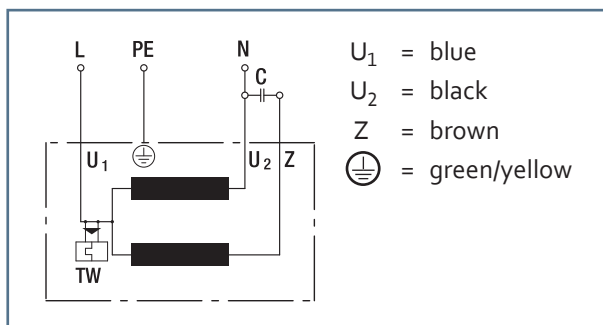 L PE N
C
U₁ U₂ Z
TW
U₁ = blue
U₂ = black
Z = brown
= green/yellow